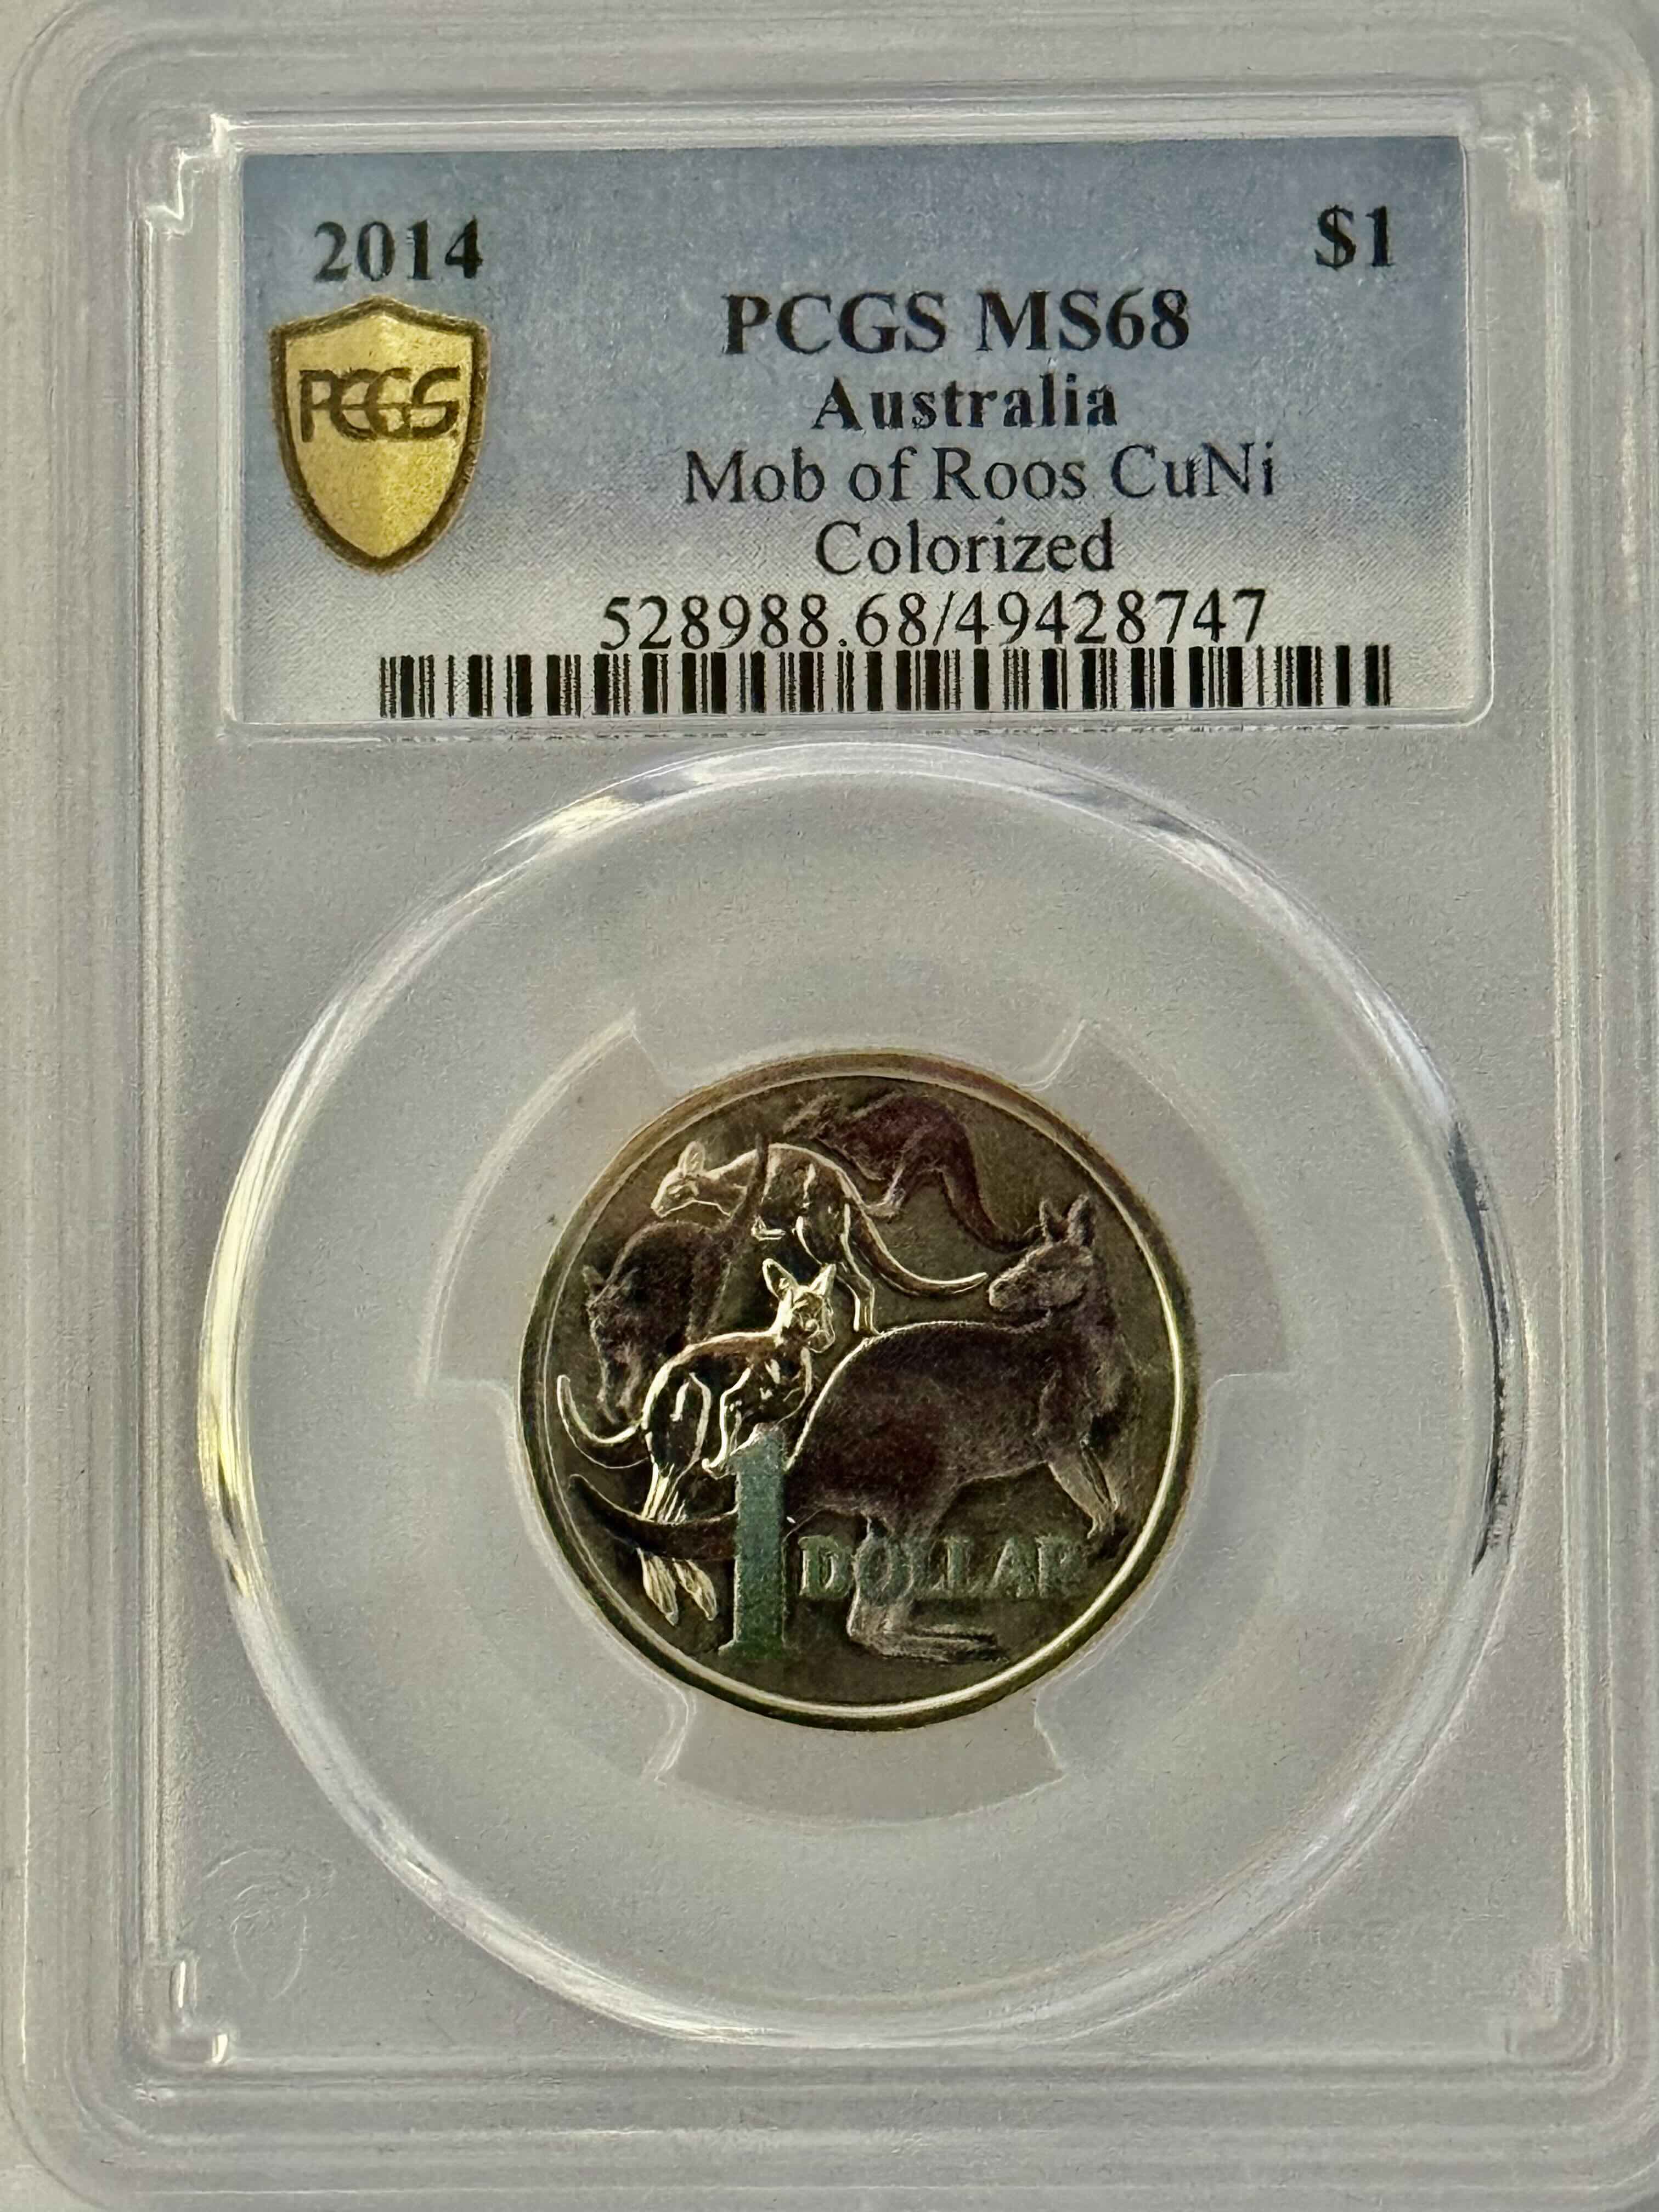 2014 $1
PCGS MS68
PCGS
Australia
Mob of Roos CuNi
Colorized
528988.68/49428747
1 DOLLAR